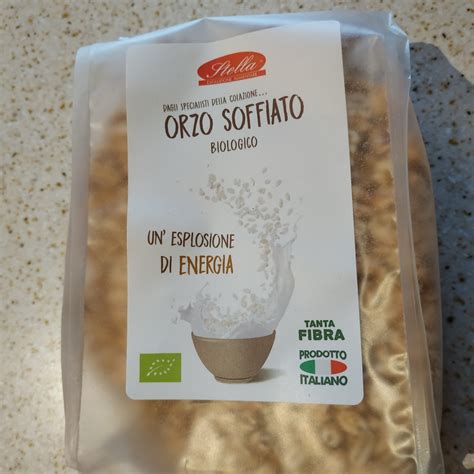 Stella
DAGLI SPECIALISTI DELLA COLAZIONE...
ORZO SOFFIATO
BIOLOGICO
UN' ESPLOSIONE
DI ENERGIA
TANTA
FIBRA
PRODOTTO
ITALIANO